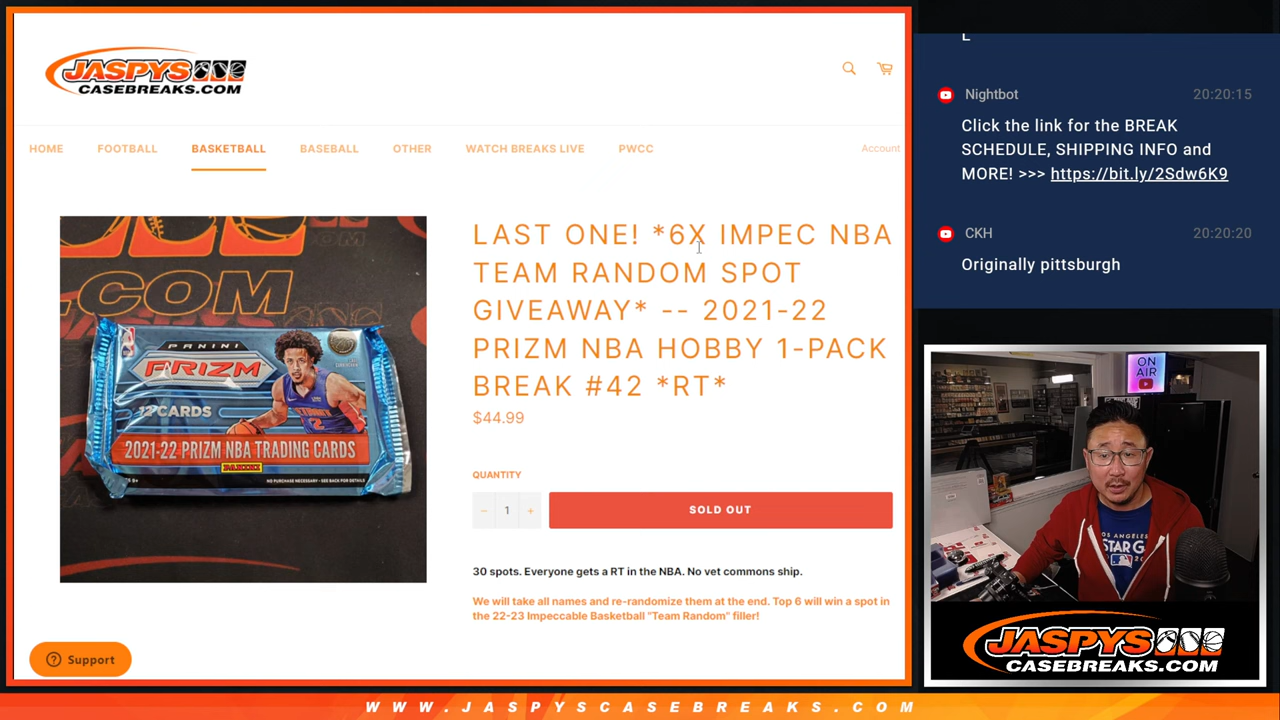 JASPYS
CASEBREAKS.COM
HOME FOOTBALL BASKETBALL BASEBALL OTHER WATCH BREAKS LIVE PWCC Account
.COM
PANINI
PRIZM
12 CARDS
2021-22 PRIZM NBA TRADING CARDS
PANINI
LAST ONE! *6X IMPEC NBA
TEAM RANDOM SPOT
GIVEAWAY* -- 2021-22
PRIZM NBA HOBBY 1-PACK
BREAK #42 *RT*
$44.99
QUANTITY
− 1 +
SOLD OUT
30 spots. Everyone gets a RT in the NBA. No vet commons ship.
We will take all names and re-randomize them at the end. Top 6 will win a spot in
the 22-23 Impeccable Basketball "Team Random" filler!
Support
L
Nightbot 20:20:15
Click the link for the BREAK
SCHEDULE, SHIPPING INFO and
MORE! >>> https://bit.ly/2Sdw6K9
CKH 20:20:20
Originally pittsburgh
ON
AIR
JASPYS
CASEBREAKS.COM
WWW.JASPYSCASEBREAKS.COM